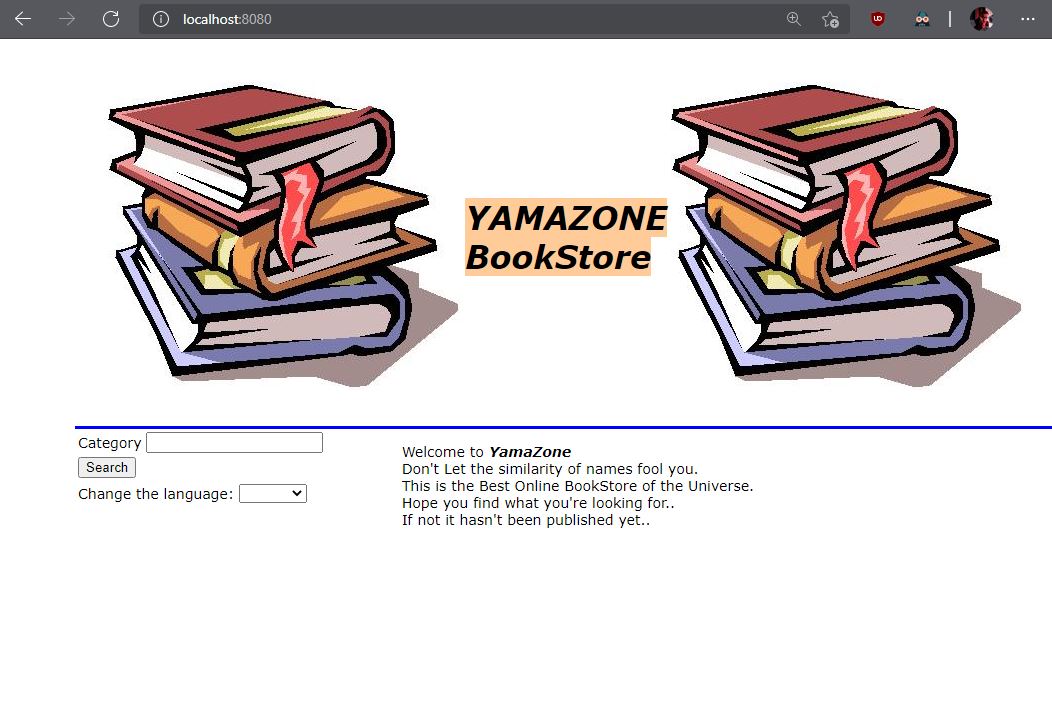 localhost:8080
YAMAZONE
BookStore
Category
Search
Change the language:
Welcome to YamaZone
Don't Let the similarity of names fool you.
This is the Best Online BookStore of the Universe.
Hope you find what you're looking for..
If not it hasn't been published yet..